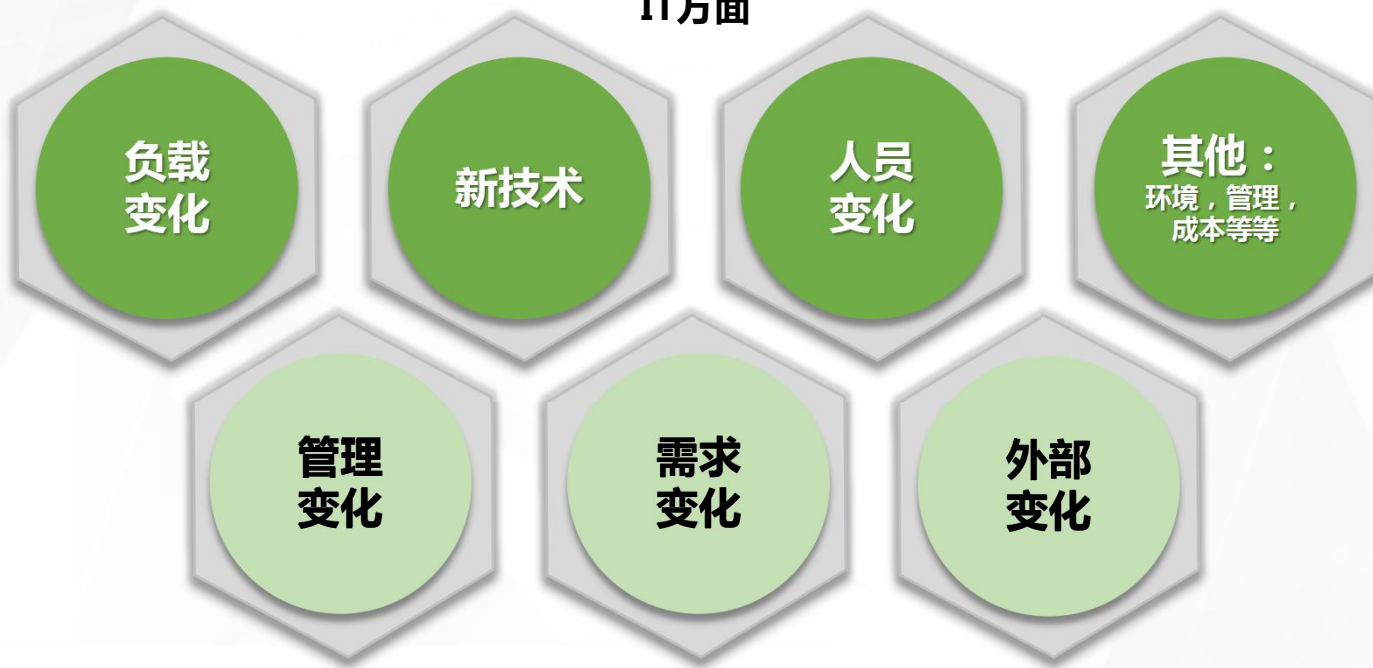 IT方面
负载
变化
新技术
人员
变化
其他：
环境，管理，
成本等等
管理
变化
需求
变化
外部
变化